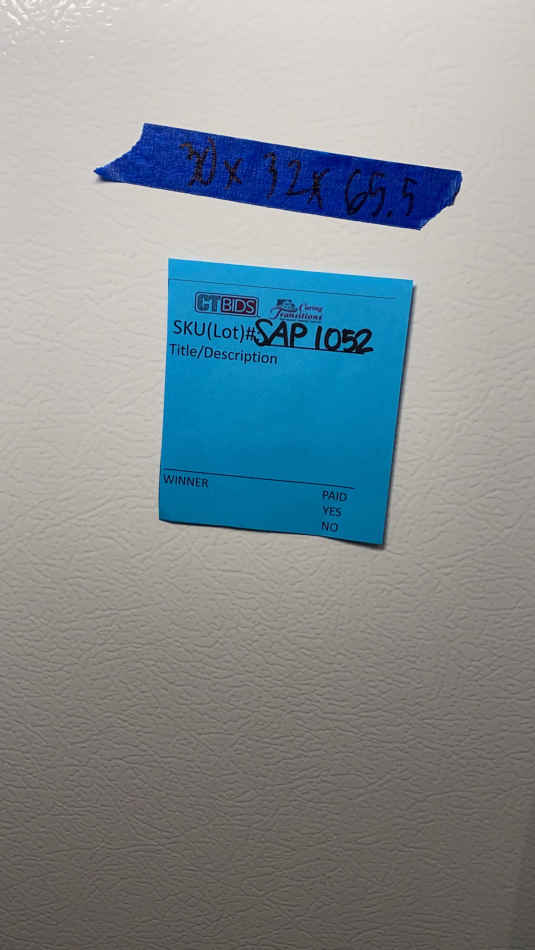 30 x 32 x 65.5
CTBIDS
Caring
Transitions
SKU(Lot)#SAP 1052
Title/Description
WINNER
PAID
YES
NO